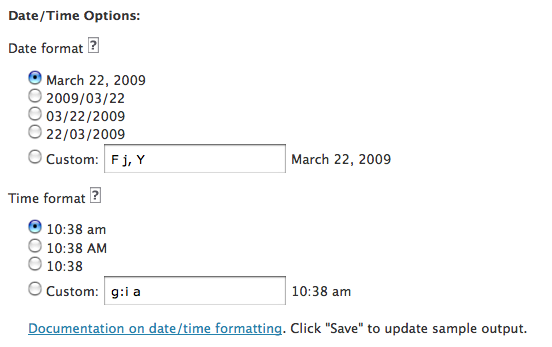 Date/Time Options:
Date format ?
March 22, 2009
2009/03/22
03/22/2009
22/03/2009
Custom: F j, Y March 22, 2009
Time format ?
10:38 am
10:38 AM
10:38
Custom: g:i a 10:38 am
Documentation on date/time formatting. Click "Save" to update sample output.